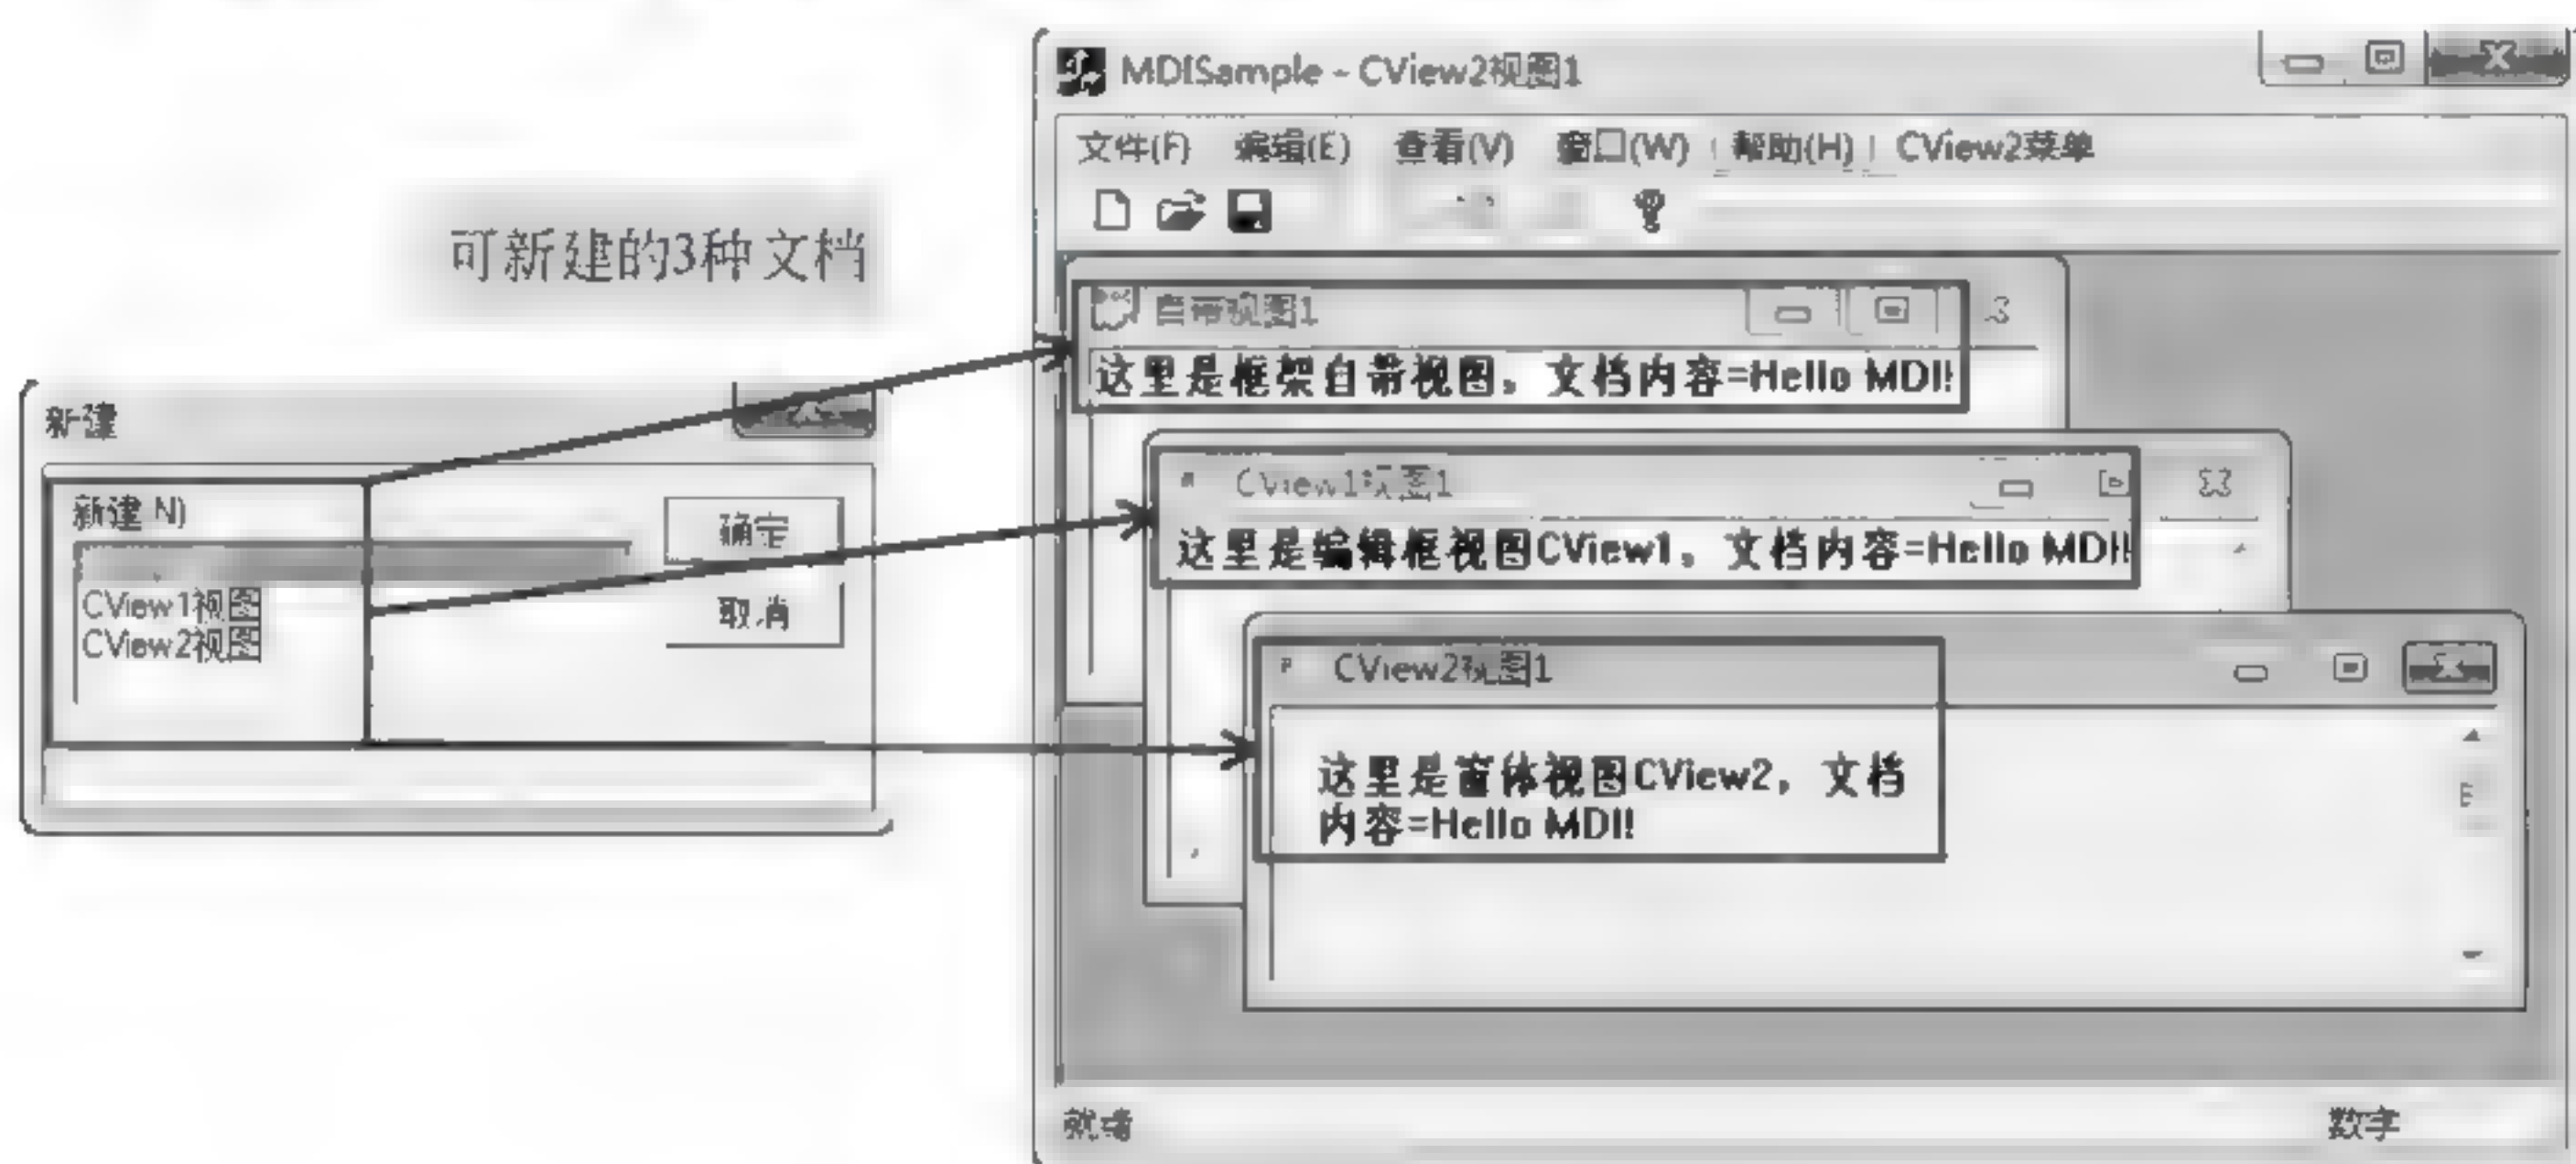 可新建的3种文档
新建
新建 N)
CView1视图
CView2视图
确定
取消
MDISample - CView2视图1
文件(F) 编辑(E) 查看(V) 窗口(W) 帮助(H) CView2菜单
自带视图1
这里是框架自带视图，文档内容=Hello MDI!
CView1视图1
这里是编辑框视图CView1，文档内容=Hello MDI!
CView2视图1
这里是窗体视图CView2，文档
内容=Hello MDI!
就绪
数字